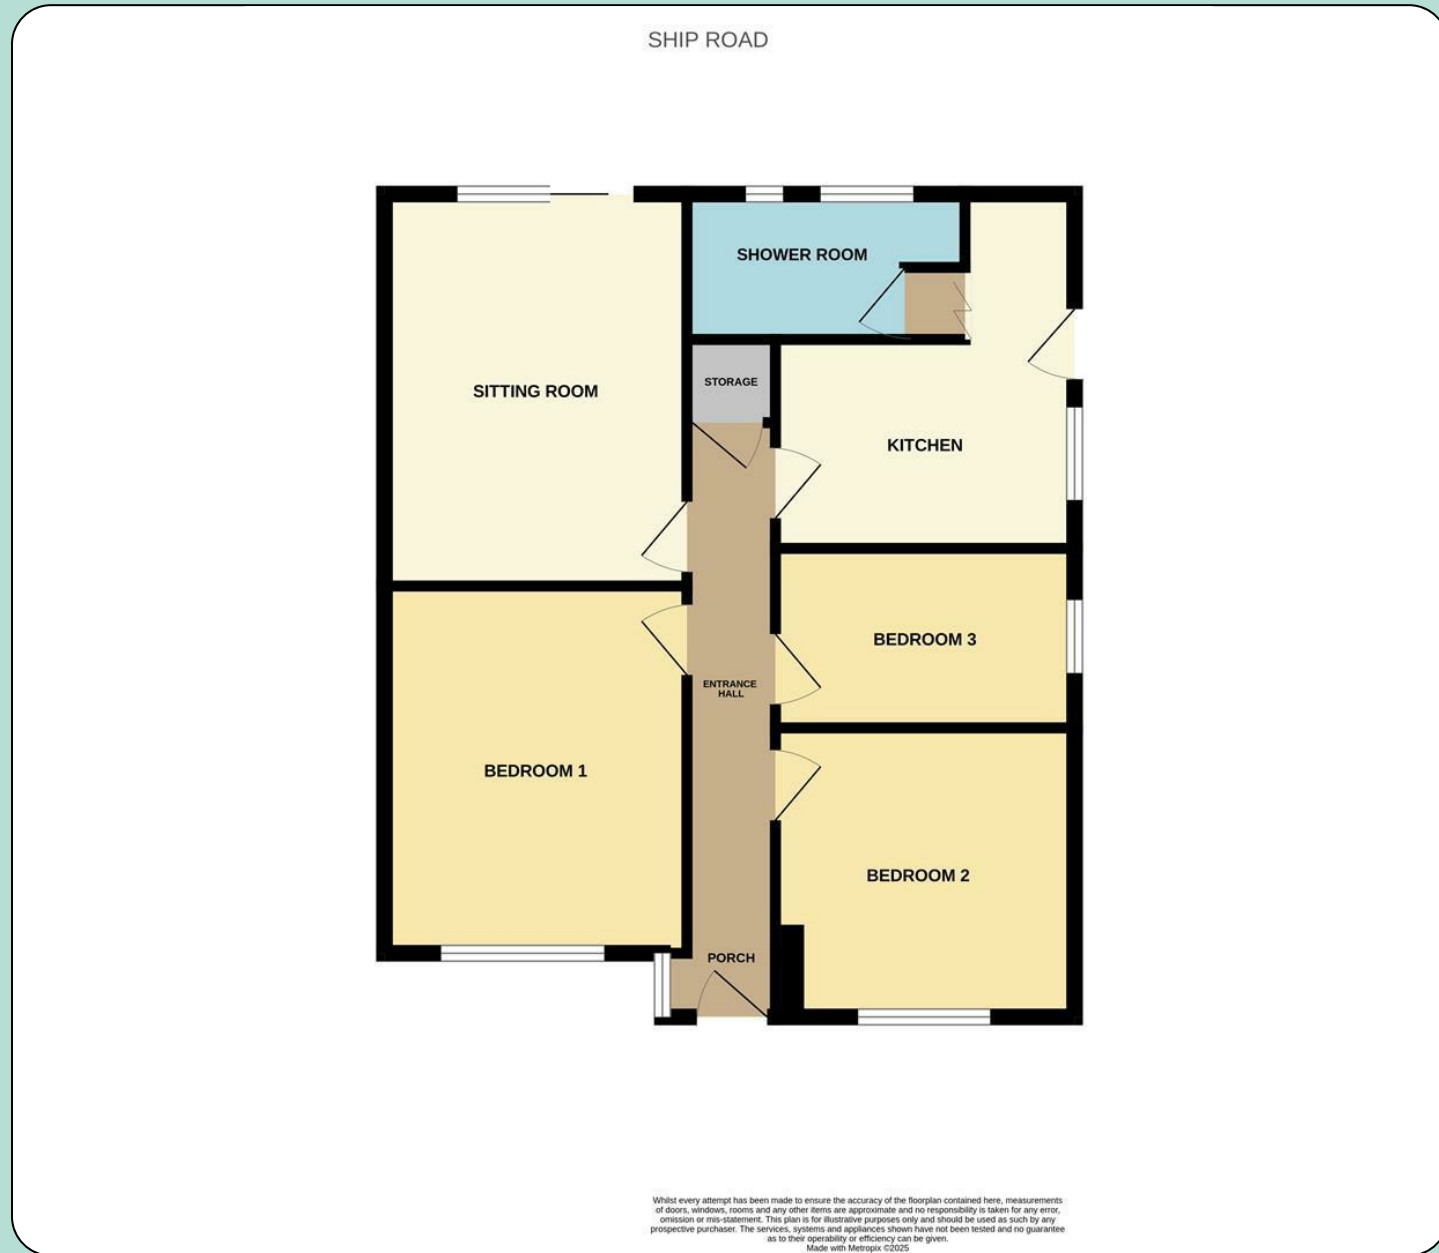 SHIP ROAD
SHOWER ROOM
STORAGE
SITTING ROOM
KITCHEN
BEDROOM 3
ENTRANCE
HALL
BEDROOM 1
BEDROOM 2
PORCH
Whilst every attempt has been made to ensure the accuracy of the floorplan contained here, measurements
of doors, windows, rooms and any other items are approximate and no responsibility is taken for any error,
omission or mis-statement. This plan is for illustrative purposes only and should be used as such by any
prospective purchaser. The services, systems and appliances shown have not been tested and no guarantee
as to their operability or efficiency can be given.
Made with Metropix ©2025